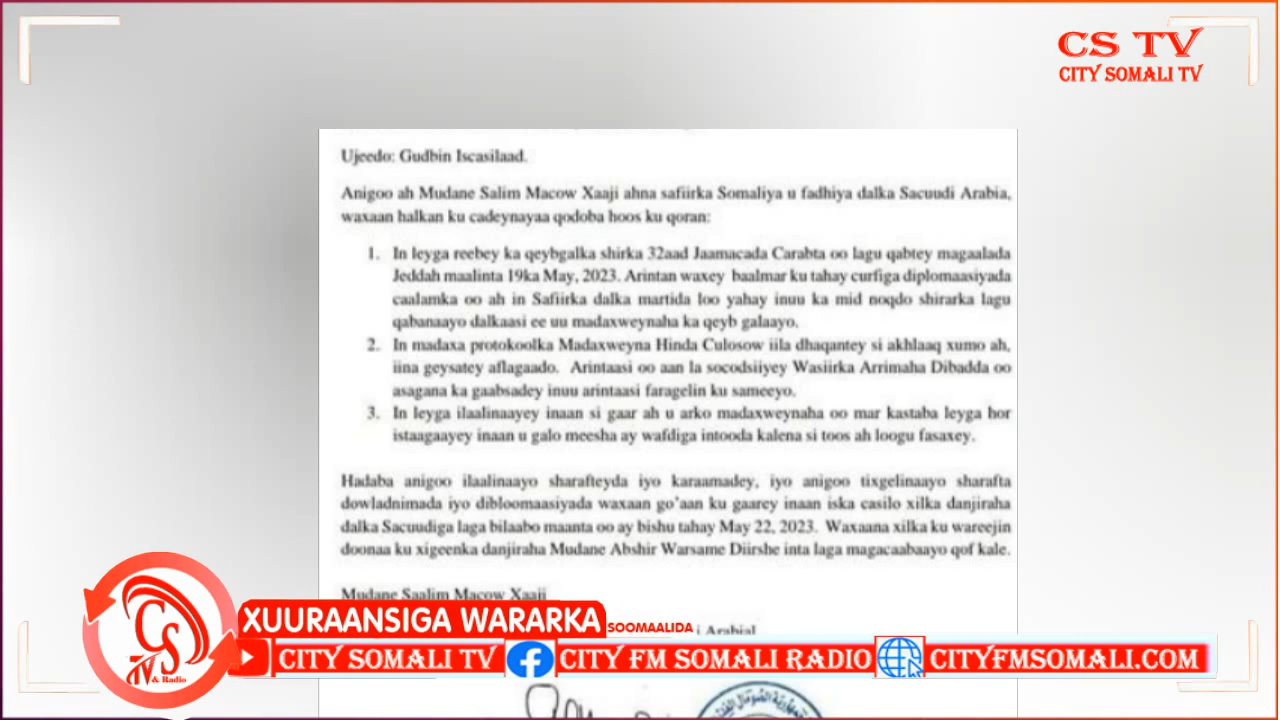 CS TV
CITY SOMALI TV
Ujeedo: Gudbin Iscasilaad.
Anigoo ah Mudane Salim Macow Xaaji ahna safiirka Somaliya u fadhiya dalka Sacuudi Arabia,
waxaan halkan ku cadeynayaa qodoba hoos ku qoran:
1. In leyga reebey ka qeybgalka shirka 32aad Jaamacada Carabta oo lagu qabtey magaalada
Jeddah maalinta 19ka May, 2023. Arintan waxey baalmar ku tahay curfiga diplomaasiyada
caalamka oo ah in Safiirka dalka martida loo yahay inuu ka mid noqdo shirarka lagu
qabanaayo dalkaasi ee uu madaxweynaha ka qeyb galaayo.
2. In madaxa protokoolka Madaxweyna Hinda Culosow iila dhaqantey si akhlaaq xumo ah,
iina geysatey aflagaado. Arintaasi oo aan la socodsiiyey Wasiirka Arrimaha Dibadda oo
asagana ka gaabsadey inuu arintaasi faragelin ku sameeyo.
3. In leyga ilaalinaayey inaan si gaar ah u arko madaxweynaha oo mar kastaba leyga hor
istaagaayey inaan u galo meesha ay wafdiga intooda kalena si toos ah loogu fasaxey.
Hadaba anigoo ilaalinaayo sharafteyda iyo karaamadey, iyo anigoo tixgelinaayo sharafta
dowladnimada iyo dibloomaasiyada waxaan go'aan ku gaarey inaan iska casilo xilka danjiraha
dalka Sacuudiga laga bilaabo maanta oo ay bishu tahay May 22, 2023. Waxaana xilka ku wareejin
doonaa ku xigeenka danjiraha Mudane Abshir Warsame Diirshe inta laga magacaabaayo qof kale.
Mudane Saalim Macow Xaaji
XUURAANSIGA WARARKA
SOOMAALIDA
i Arabial
CS
TV
& Radio
CITY SOMALI TV
CITY FM SOMALI RADIO
CITYFMSOMALI.COM